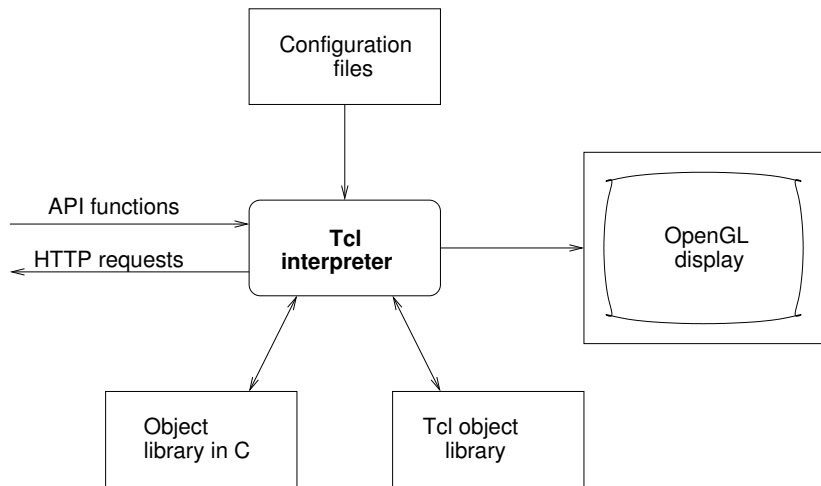 Configuration
files
API functions
HTTP requests
Tcl
interpreter
OpenGL
display
Object
library in C
Tcl object
library